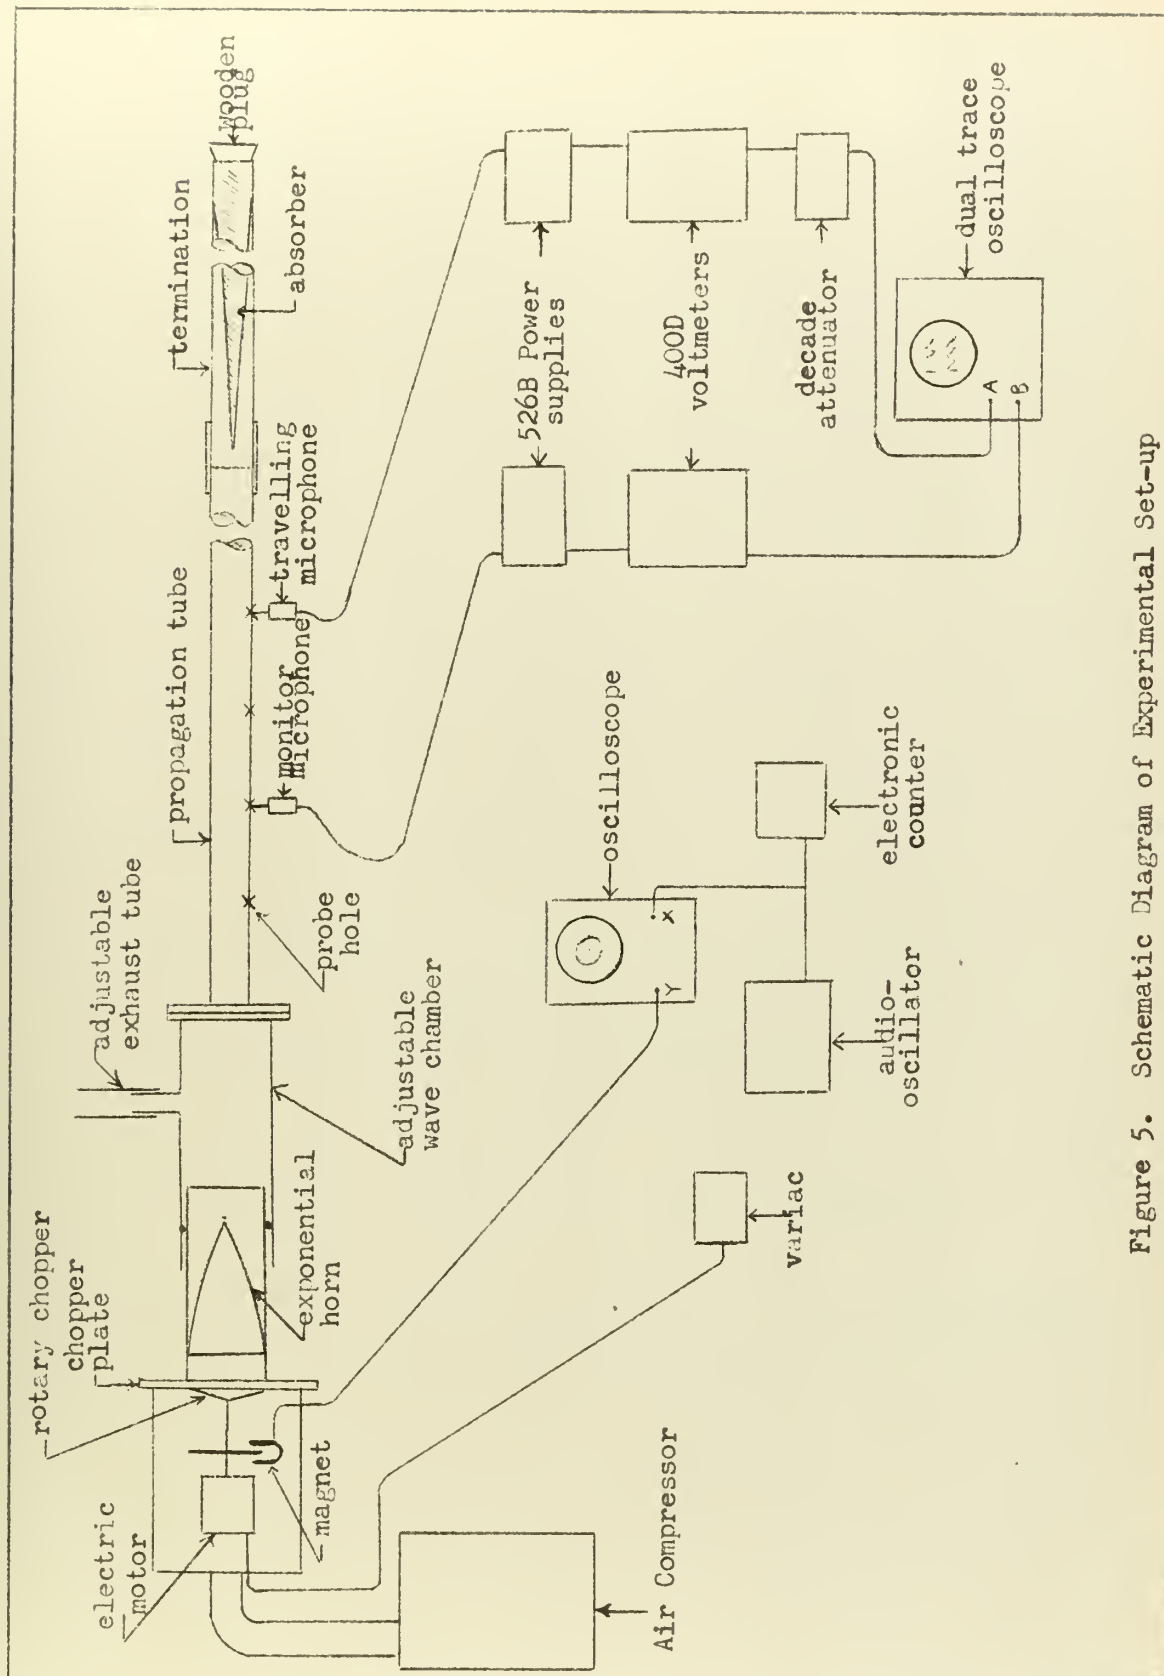 rotary chopper
chopper
plate
electric
motor
magnet
exponential
horn
adjustable
exhaust tube
adjustable
wave chamber
probe
hole
propagation tube
monitor
microphone
travelling
microphone
termination
absorber
wooden
plug
526B Power
supplies
400D
voltmeters
decade
attenuator
dual trace
oscilloscope
A
B
oscilloscope
X
Y
electronic
counter
audio-
oscillator
variac
Air Compressor
Figure 5. Schematic Diagram of Experimental Set-up